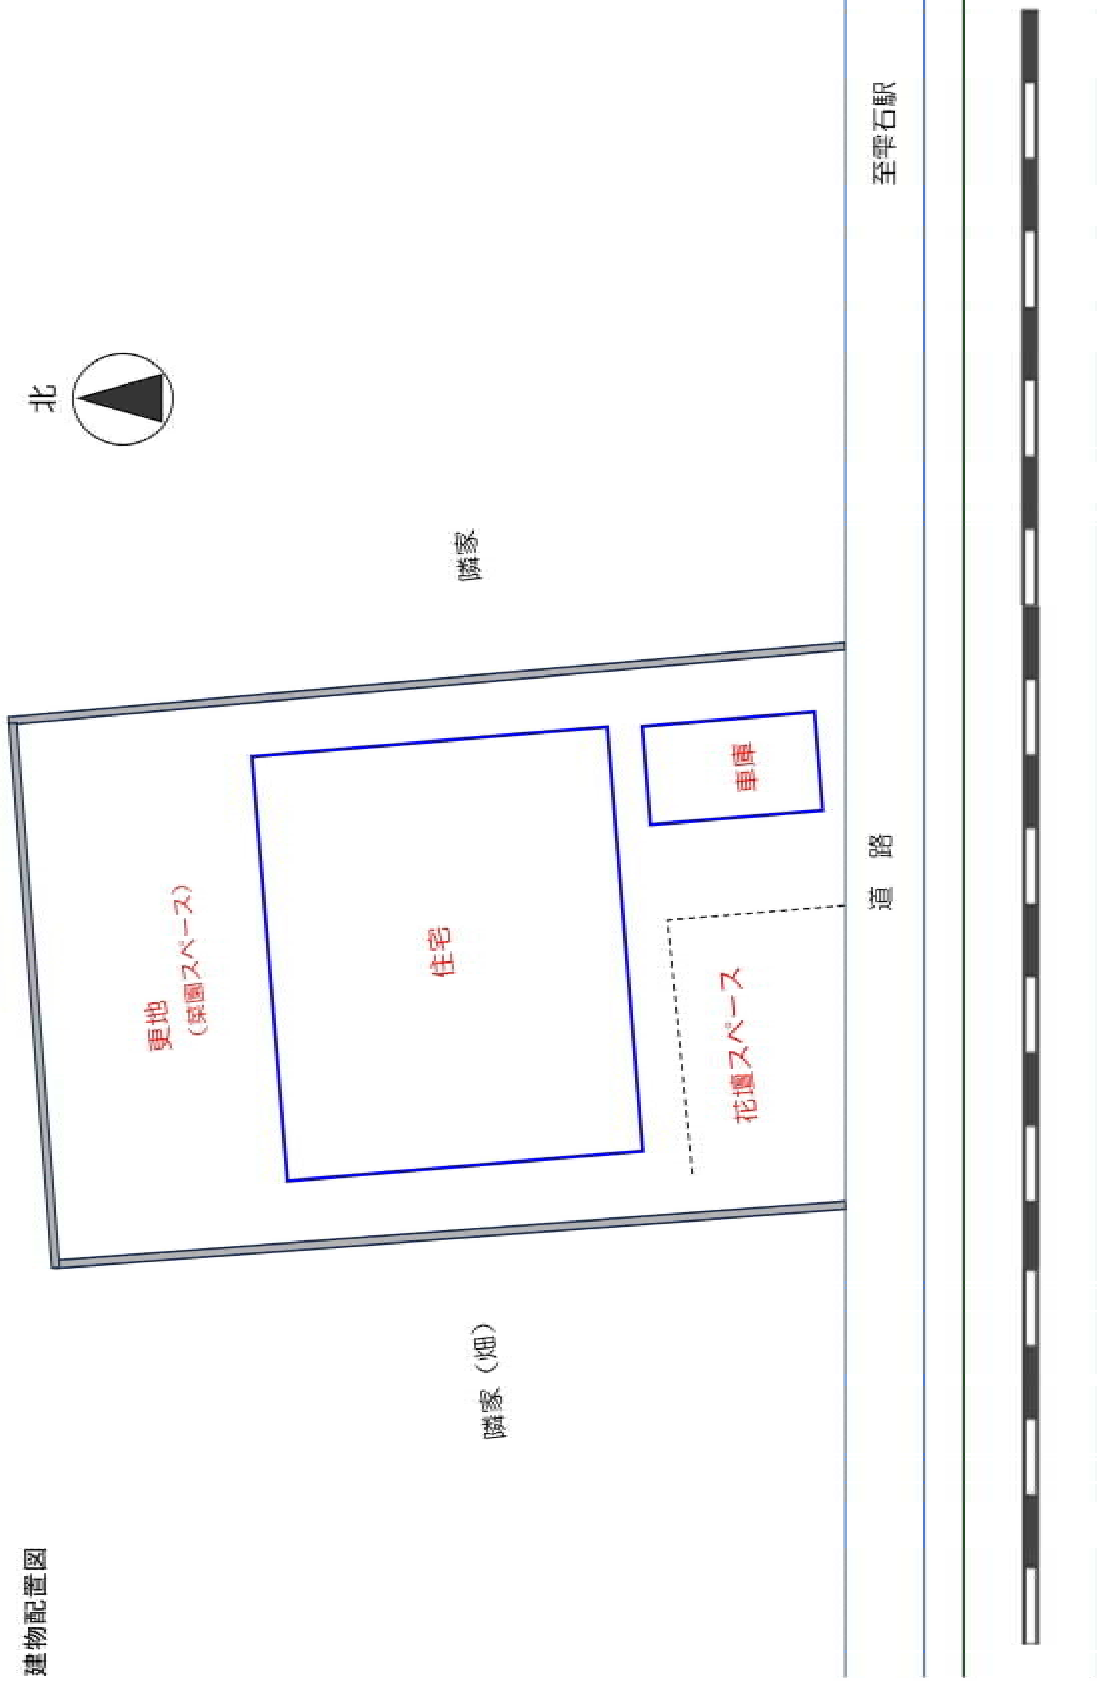 建物配置図
北
更地
（菜園スペース）
隣家（畑）
住宅
隣家
花壇スペース
車庫
道　路
至雫石駅